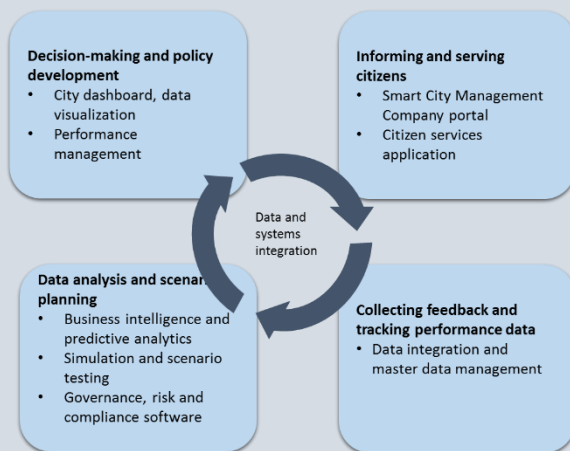 Decision-making and policy
development
• City dashboard, data
visualization
• Performance
management
Informing and serving
citizens
• Smart City Management
Company portal
• Citizen services
application
Data and
systems
integration
Data analysis and scenario
planning
• Business intelligence and
predictive analytics
• Simulation and scenario
testing
• Governance, risk and
compliance software
Collecting feedback and
tracking performance data
• Data integration and
master data management